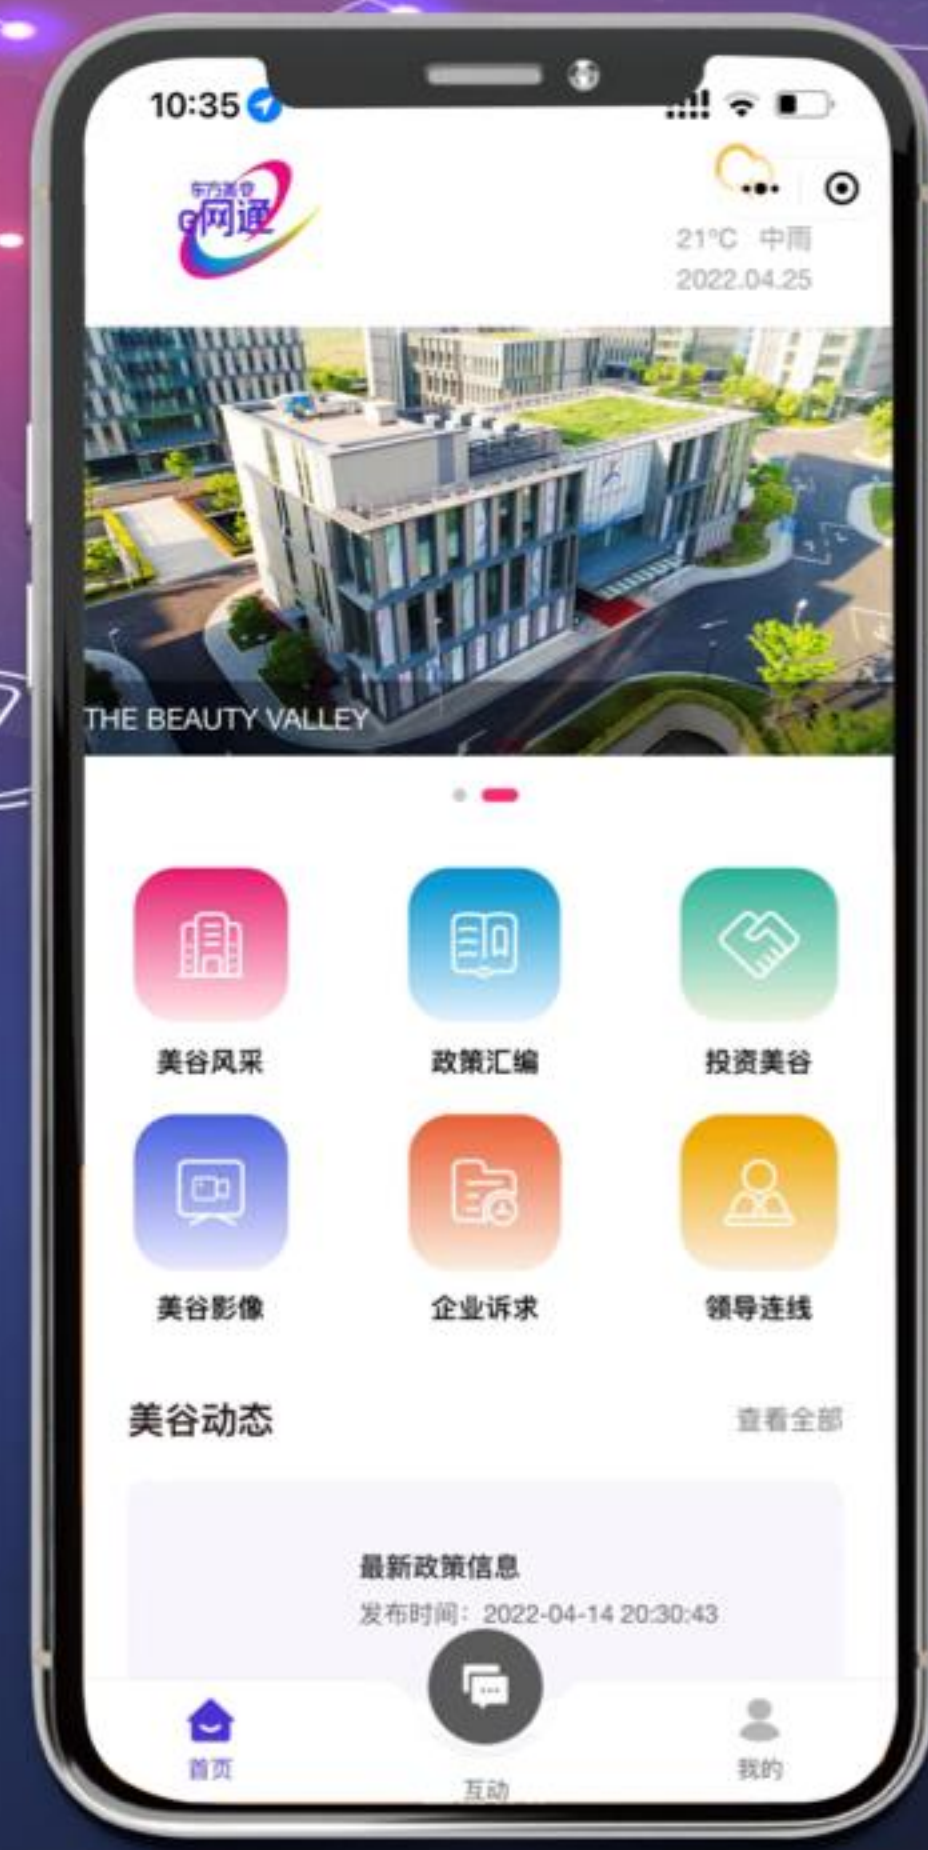 10:35
东方美谷
G网通
21°C 中雨
2022.04.25
THE BEAUTY VALLEY
美谷风采
政策汇编
投资美谷
美谷影像
企业诉求
领导连线
美谷动态
查看全部
最新政策信息
发布时间：2022-04-14 20:30:43
首页
互动
我的